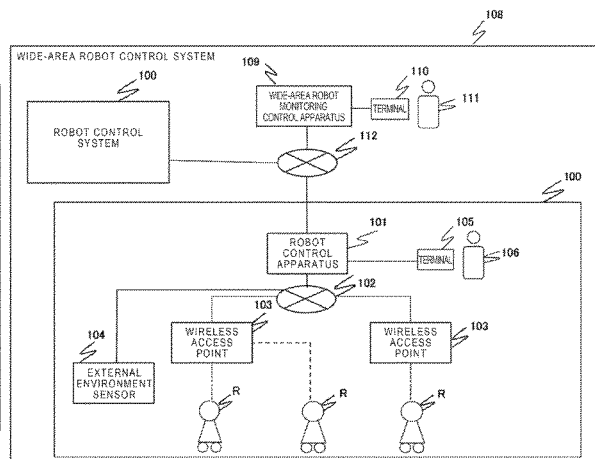 108
WIDE-AREA ROBOT CONTROL SYSTEM
100
ROBOT CONTROL
SYSTEM
109
WIDE-AREA ROBOT
MONITORING
CONTROL APPARATUS
110
TERMINAL
111
112
100
101
ROBOT
CONTROL
APPARATUS
105
TERMINAL
106
102
103
WIRELESS
ACCESS
POINT
WIRELESS
ACCESS
POINT
103
104
EXTERNAL
ENVIRONMENT
SENSOR
R
R
R